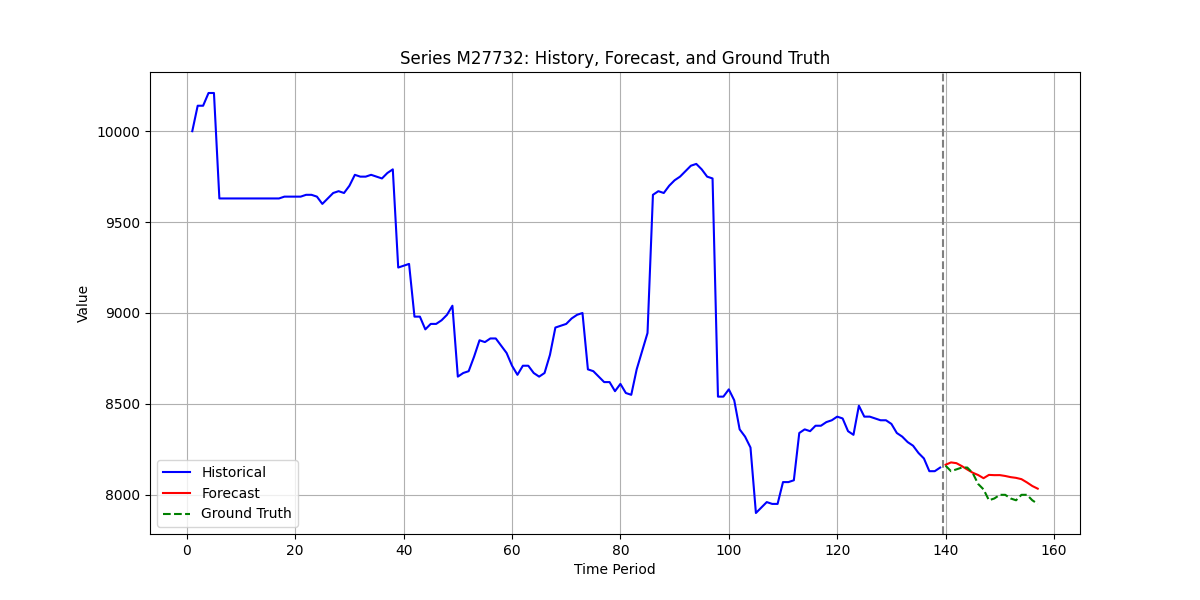 Series M27732: History, Forecast, and Ground Truth
Value
10000
9500
9000
8500
8000
Historical
Forecast
Ground Truth
0 20 40 60 80 100 120 140 160
Time Period